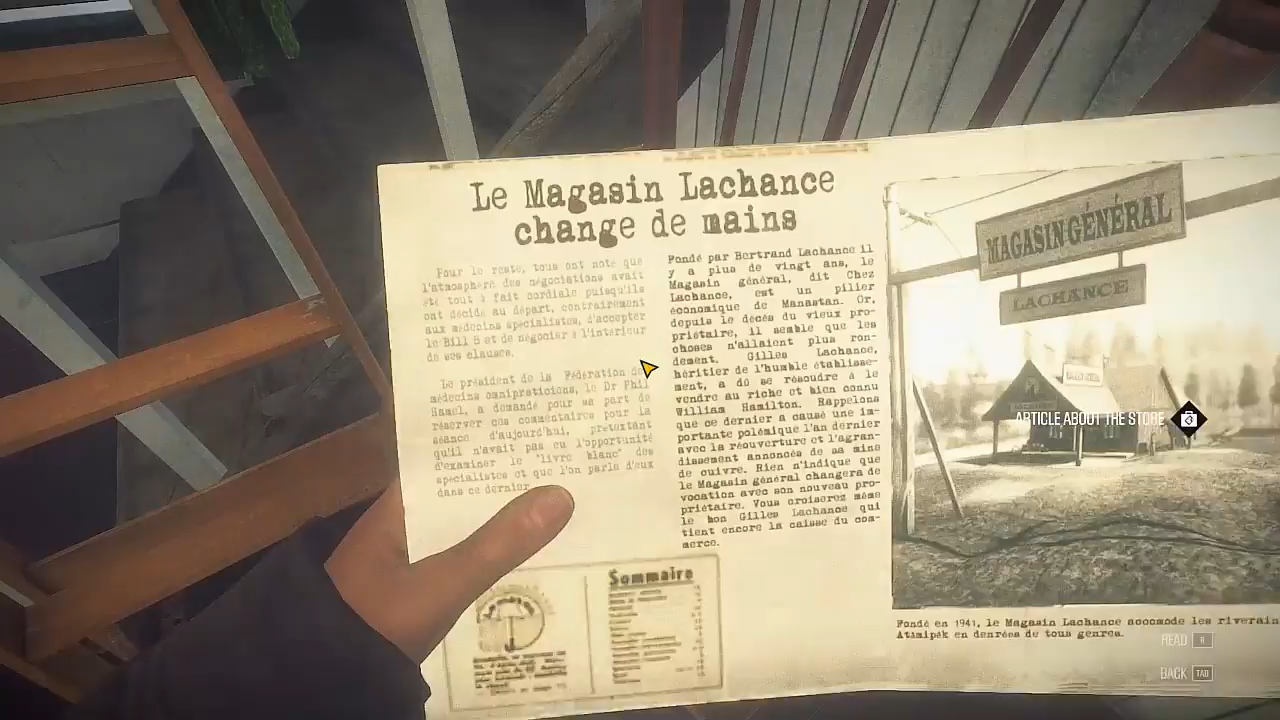 Le Magasin Lachance
change de mains
Pour le reste, tous ont noté que
l'atmosphère des négociations avait
été tout à fait cordiale puisqu'ils
ont décidé au départ, contrairement
aux médecins spécialistes, d'accepter
le Bill 8 et de négocier à l'intérieur
de ses clauses.
Le président de la Fédération des
médecins omnipraticiens, le Dr Phil
Hamel, a demandé pour sa part de
réserver ces commentaires pour la
séance d'aujourd'hui, prétextant
qu'il n'avait pas eu l'opportunité
d'examiner le "livre blanc" des
spécialistes et que l'on parle d'eux
dans ce dernier.
Fondé par Bertrand Lachance il
y a plus de vingt ans, le
Magasin général, dit Chez
Lachance, est un pilier
économique de Manastan. Or,
depuis le décès du vieux pro-
priétaire, il semble que les
choses n'allaient plus ron-
dement. Gilles Lachance,
héritier de l'humble établisse-
ment, a dû se résoudre à le
vendre au riche et bien connu
William Hamilton. Rappelons
que ce dernier a causé une im-
portante polémique l'an dernier
avec la réouverture et l'agran-
dissement annoncés de sa mine
de cuivre. Rien n'indique que
le Magasin général changera de
vocation avec son nouveau pro-
priétaire. Vous croiserez même
le bon Gilles Lachance qui
tient encore la caisse du com-
merce.
MAGASIN GÉNÉRAL
LACHANCE
ARTICLE ABOUT THE STORE
Sommaire
Fondé en 1941, le Magasin Lachance accomode les riverain
Atamipek en denrées de tous genres.
READ R
BACK TAB